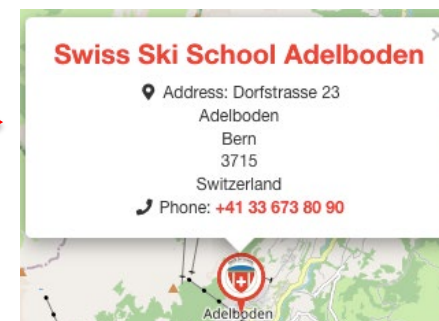 ×
Swiss Ski School Adelboden
Address: Dorfstrasse 23
Adelboden
Bern
3715
Switzerland
Phone: +41 33 673 80 90
Adelboden